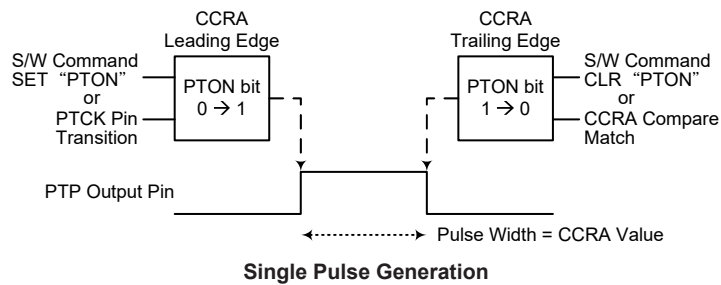 CCRA
Leading Edge
S/W Command
SET “PTON”
or
PTCK Pin
Transition
PTON bit
0 → 1
CCRA
Trailing Edge
PTON bit
1 → 0
S/W Command
CLR “PTON”
or
CCRA Compare
Match
PTP Output Pin
Pulse Width = CCRA Value
Single Pulse Generation